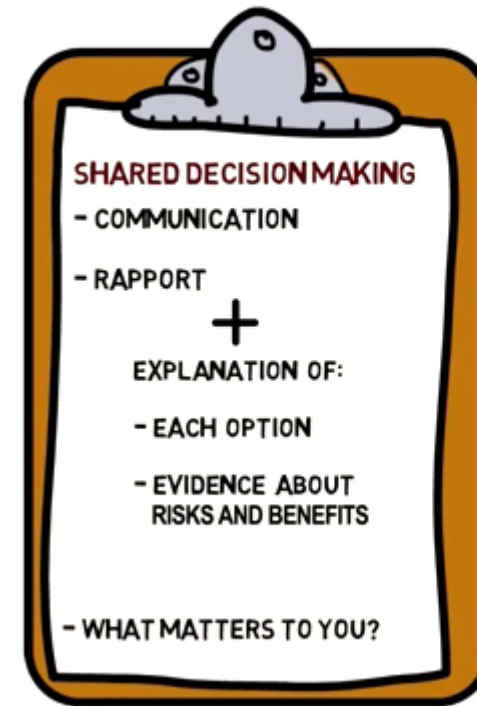 SHARED DECISION MAKING
- COMMUNICATION
- RAPPORT
+
EXPLANATION OF:
- EACH OPTION
- EVIDENCE ABOUT
RISKS AND BENEFITS
- WHAT MATTERS TO YOU?